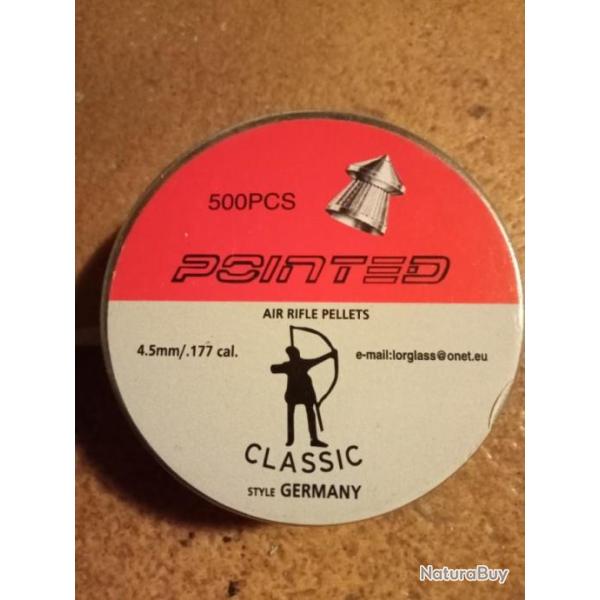 500PCS
POINTED
AIR RIFLE PELLETS
4.5mm/.177 cal.
e-mail:lorglass@onet.eu
CLASSIC
STYLE GERMANY
NaturaBuy